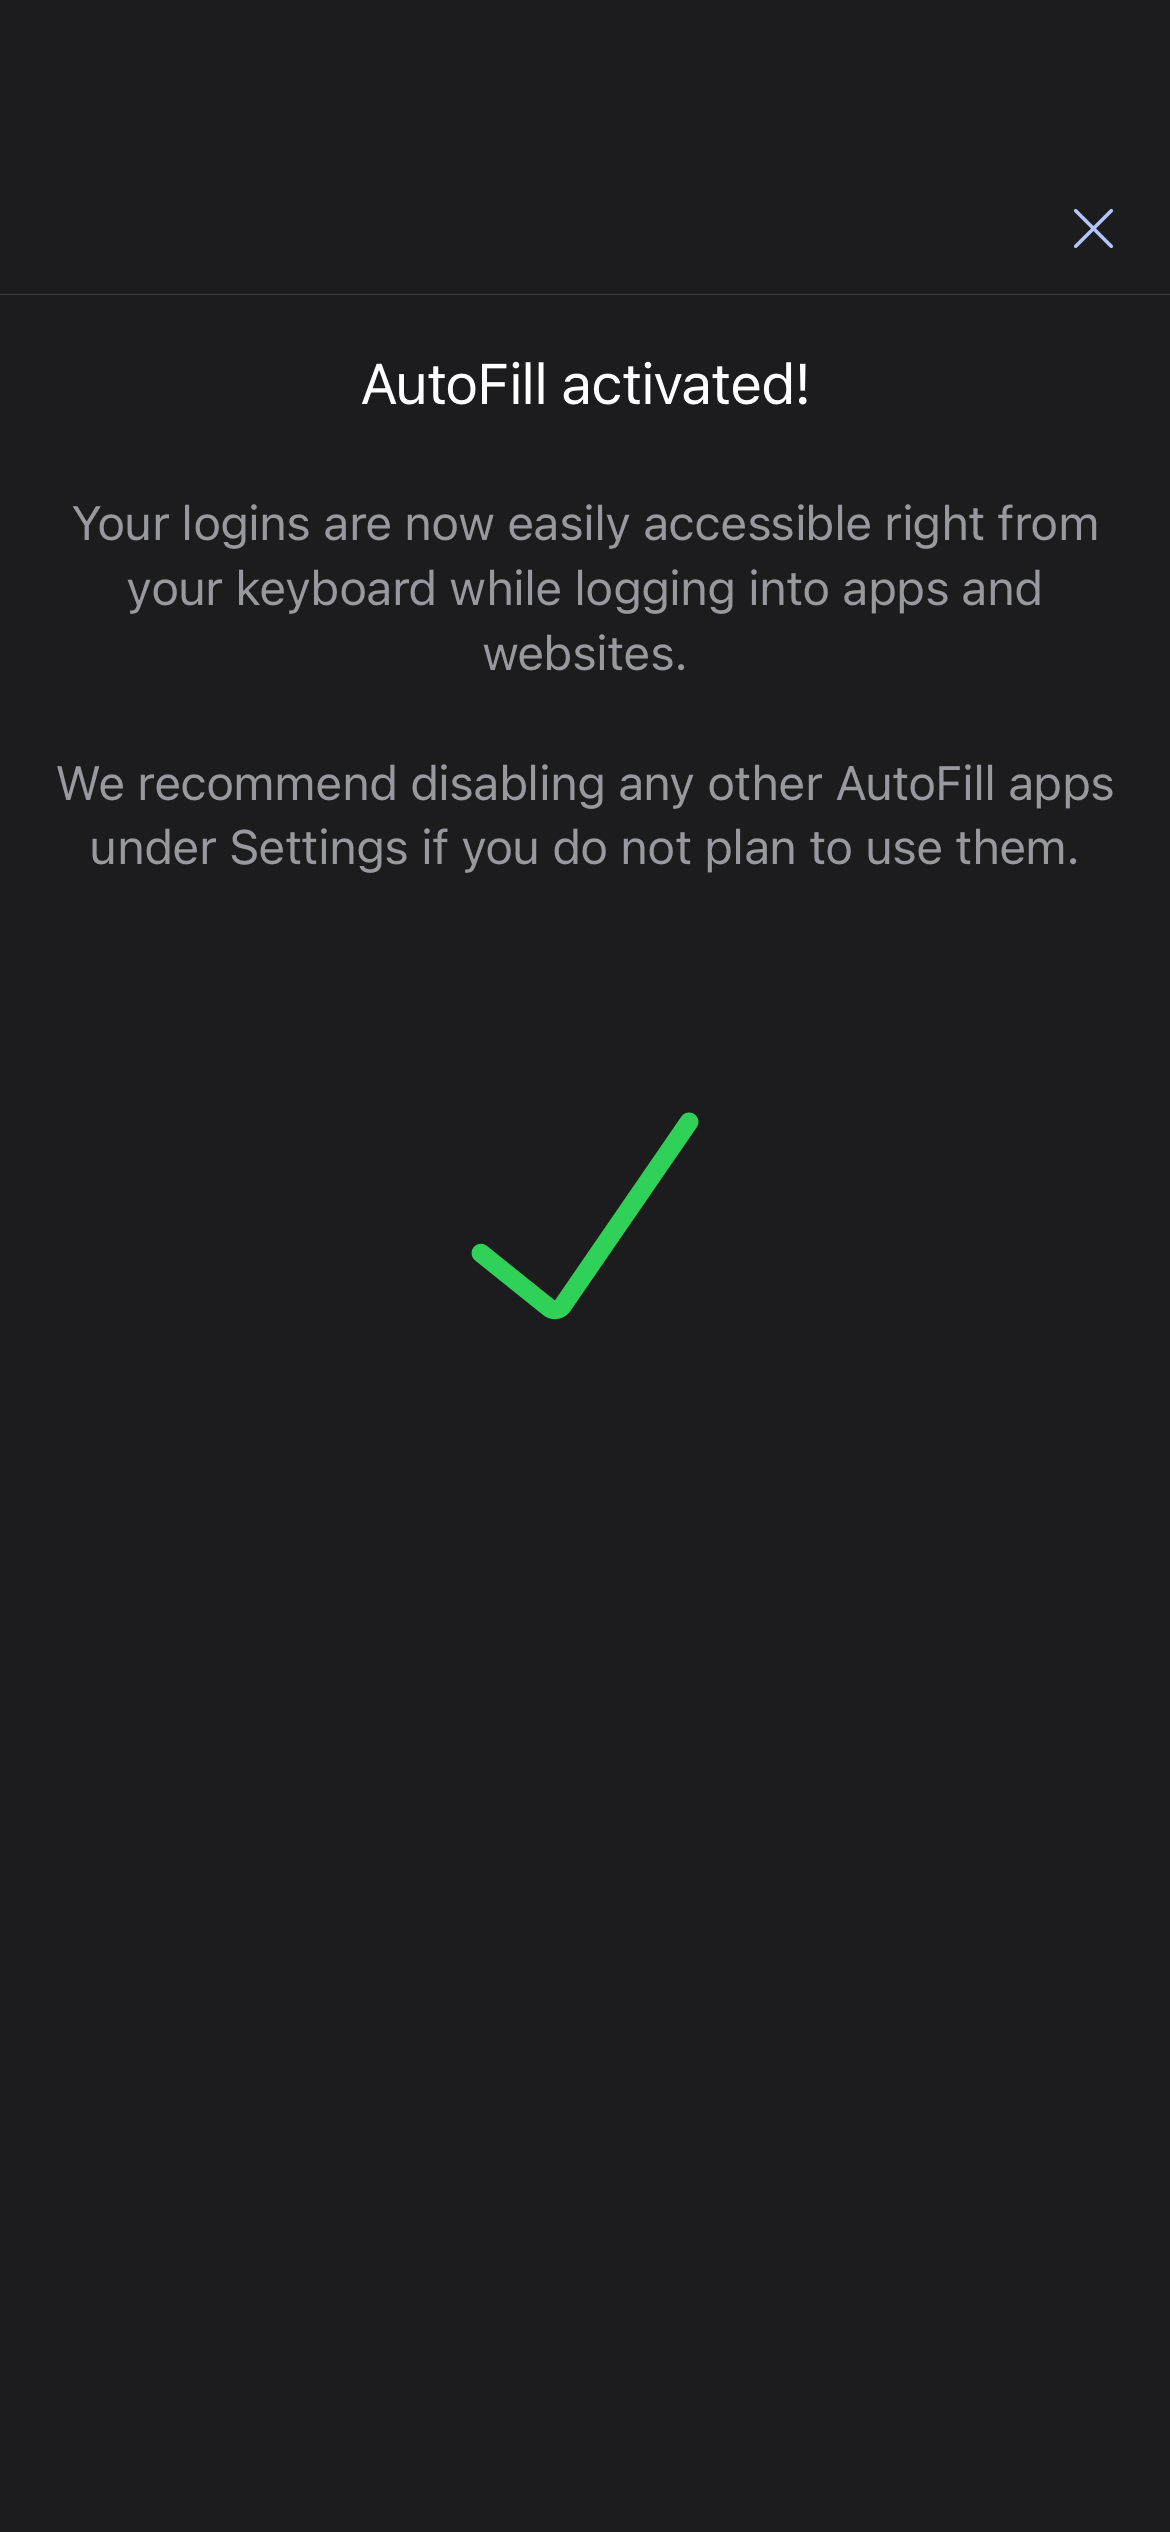 AutoFill activated!
Your logins are now easily accessible right from
your keyboard while logging into apps and
websites.
We recommend disabling any other AutoFill apps
under Settings if you do not plan to use them.